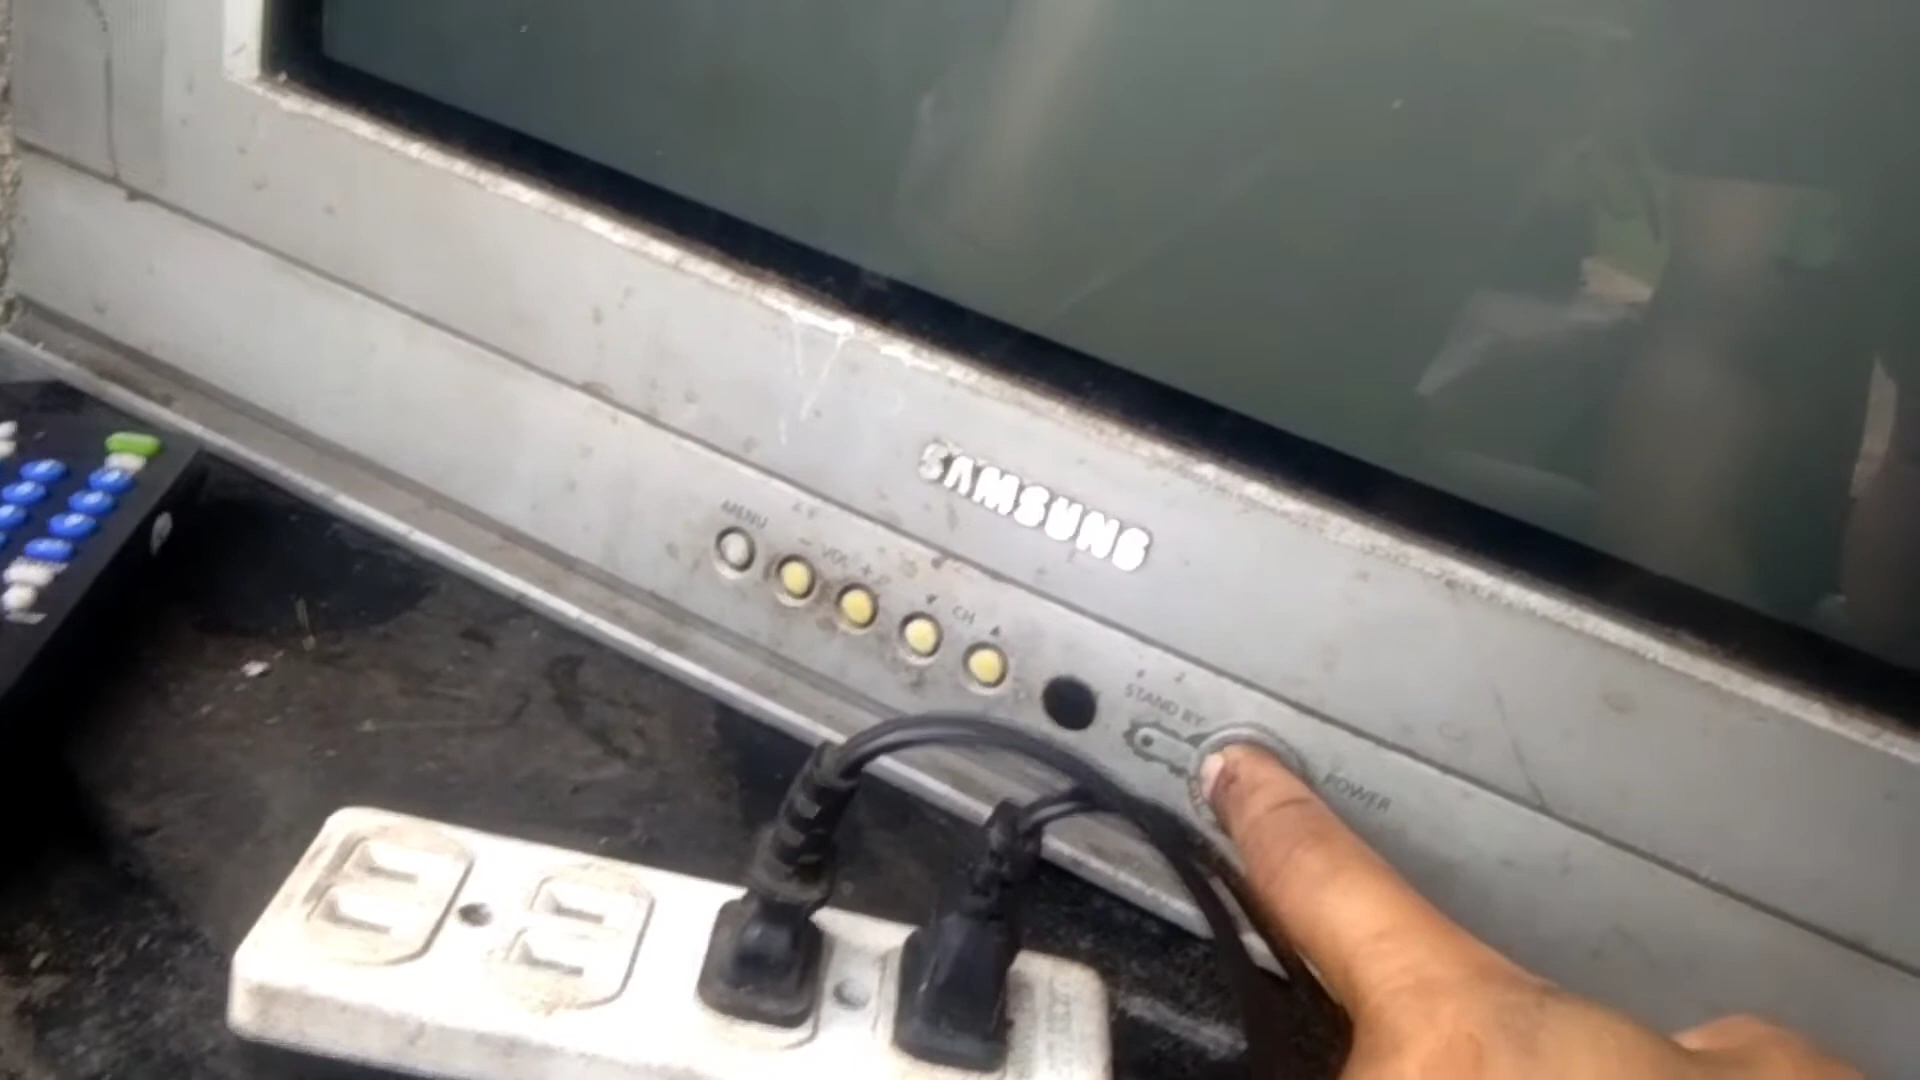 SAMSUNG
MENU
- VOL +
▼ CH ▲
STAND BY
POWER